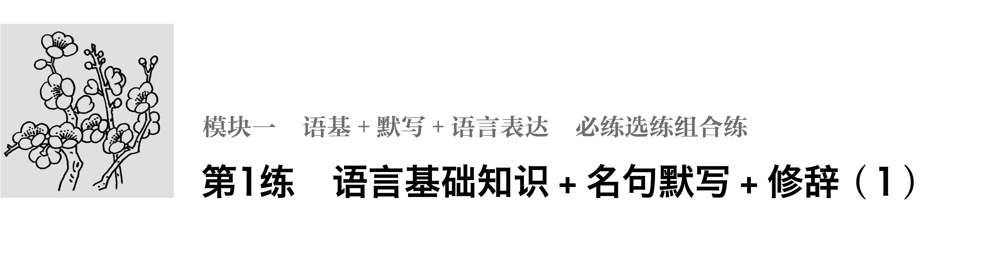 模块一　语基 + 默写 + 语言表达　必练选练组合练
第1练　语言基础知识 + 名句默写 + 修辞（1）